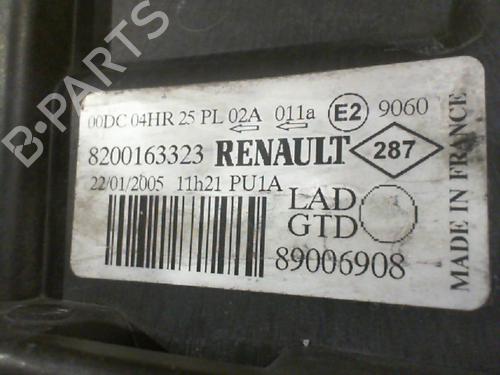 B-PARTS
00DC 04HR 25 PL 02A 011a E2 9060
8200163323 RENAULT 287
22/01/2005 11h21 PU1A
LAD
GTD
89006908
MADE IN FRANCE
B-PARTS